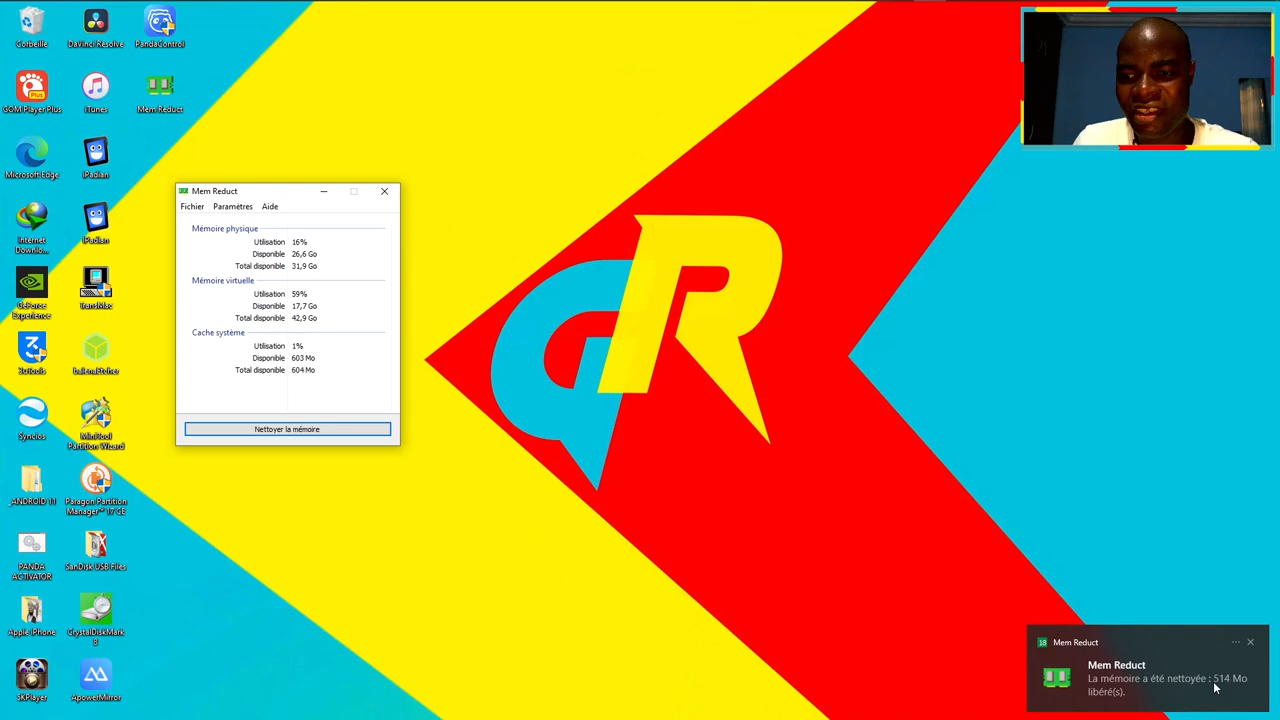 Corbeille
DaVinci Resolve
PandaControl
GOM Player Plus
iTunes
Mem Reduct
Microsoft Edge
iPadian
Internet
Downlo...
iPadian
GeForce
Experience
TransMac
3uTools
balenaEtcher
Syncios
MiniTool
Partition Wizard
_ANDROID 11
Paragon Partition
Manager™ 17 CE
PANDA
ACTIVATOR
SanDisk USB Files
Apple iPhone
CrystalDiskMark
8
5KPlayer
ApowerMirror
Mem Reduct
Fichier Paramètres Aide
Mémoire physique
Utilisation 16%
Disponible 26,6 Go
Total disponible 31,9 Go
Mémoire virtuelle
Utilisation 59%
Disponible 17,7 Go
Total disponible 42,9 Go
Cache système
Utilisation 1%
Disponible 603 Mo
Total disponible 604 Mo
Nettoyer la mémoire
GR
18 Mem Reduct
Mem Reduct
La mémoire a été nettoyée : 514 Mo
libéré(s).